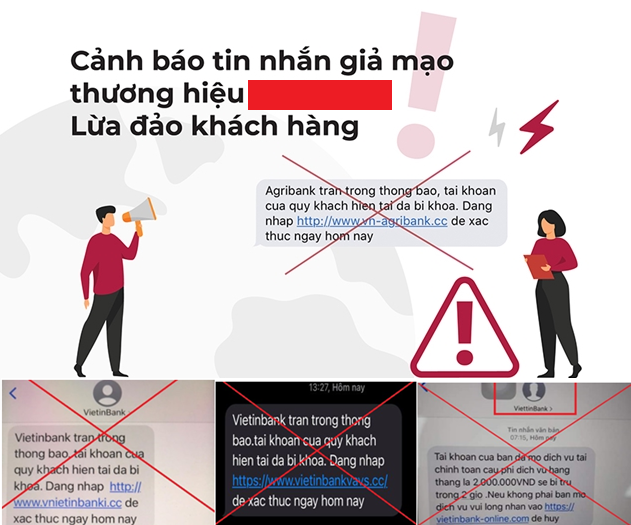 Cảnh báo tin nhắn giả mạo
thương hiệu
Lừa đảo khách hàng
Agribank tran trong thong bao, tai khoan
cua quy khach hien tai da bi khoa. Dang
nhap http://www.vn-agribank.cc de xac
thuc ngay hom nay
VietinBank >
Vietinbank tran trong
thong bao, tai khoan cua
quy khach hien tai da bi
khoa. Dang nhap http://
www.vnietinbanki.cc de
xac thuc ngay hom nay
13:27, Hôm nay
Vietinbank tran trong thong
bao.tai khoan cua quy khach
hien tai da bi khoa. Dang nhap
https://www.vietinbankvavs.cc/
de xac thuc ngay hom nay
VietinBank >
Tin nhắn văn bản
07:15, Hôm nay
Tai khoan cua ban da mo dich vu tai
chinh toan cau phi dich vu hang
thang la 2.000.000VND se bi tru
trong 2 gio .Neu khong phai ban mo
dich vu vui long nhan vao https://
vietinbank-online.com de huy